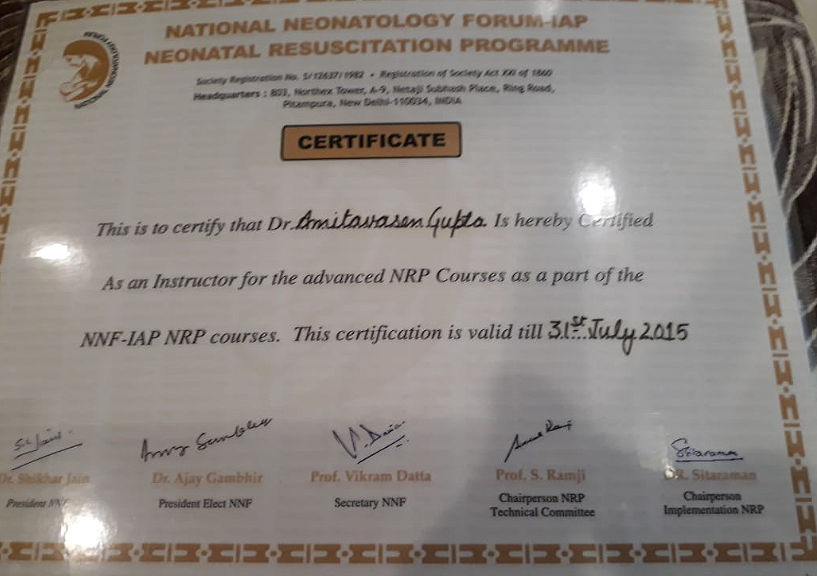 NATIONAL NEONATOLOGY FORUM-IAP
NEONATAL RESUSCITATION PROGRAMME
Society Registration No. S/12637/1982 • Registration of Society Act XXI of 1860
Headquarters : 803, Northex Tower, A-9, Netaji Subhash Place, Ring Road,
Pitampura, New Delhi-110034, INDIA
CERTIFICATE
This is to certify that Dr. Amitavasen Gupta Is hereby Certified
As an Instructor for the advanced NRP Courses as a part of the
NNF-IAP NRP courses. This certification is valid till 31st July 2015
Dr. Shikhar Jain
President NNF
Dr. Ajay Gambhir
President Elect NNF
Prof. Vikram Datta
Secretary NNF
Prof. S. Ramji
Chairperson NRP
Technical Committee
R. Sitaraman
Chairperson
Implementation NRP